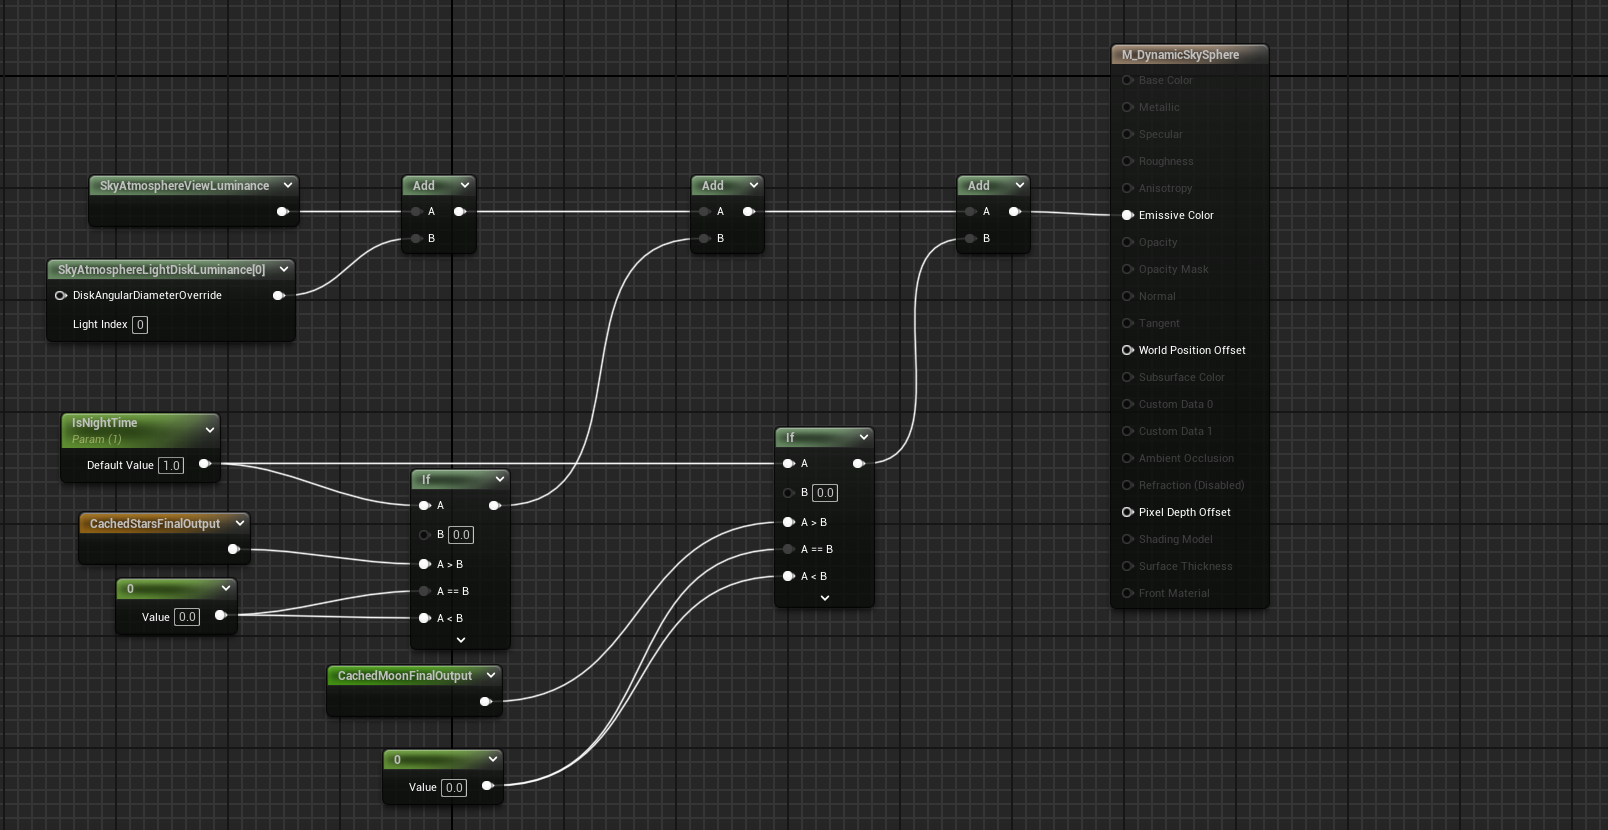 M_DynamicSkySphere
Base Color
Metallic
Specular
Roughness
Anisotropy
Emissive Color
Opacity
Opacity Mask
Normal
Tangent
World Position Offset
Subsurface Color
Custom Data 0
Custom Data 1
Ambient Occlusion
Refraction (Disabled)
Pixel Depth Offset
Shading Model
Surface Thickness
Front Material
SkyAtmosphereViewLuminance
Add
A
B
Add
A
B
Add
A
B
SkyAtmosphereLightDiskLuminance[0]
DiskAngularDiameterOverride
Light Index 0
IsNightTime
Param (1)
Default Value 1.0
If
A
B 0.0
A > B
A == B
A < B
If
A
B 0.0
A > B
A == B
A < B
CachedStarsFinalOutput
0
Value 0.0
CachedMoonFinalOutput
0
Value 0.0